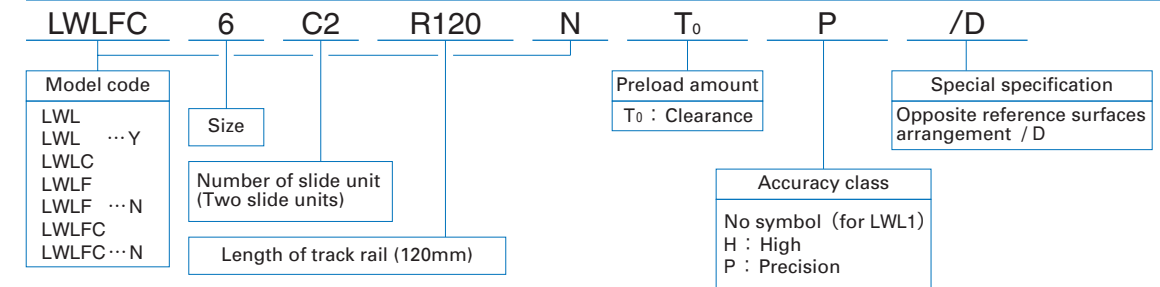 LWLFC 6 C2 R120 N T₀ P /D
Model code
LWL
LWL …Y
LWLC
LWLF
LWLF …N
LWLFC
LWLFC…N
Size
Number of slide unit
(Two slide units)
Length of track rail (120mm)
Preload amount
T₀：Clearance
Accuracy class
No symbol（for LWL1）
H：High
P：Precision
Special specification
Opposite reference surfaces
arrangement / D